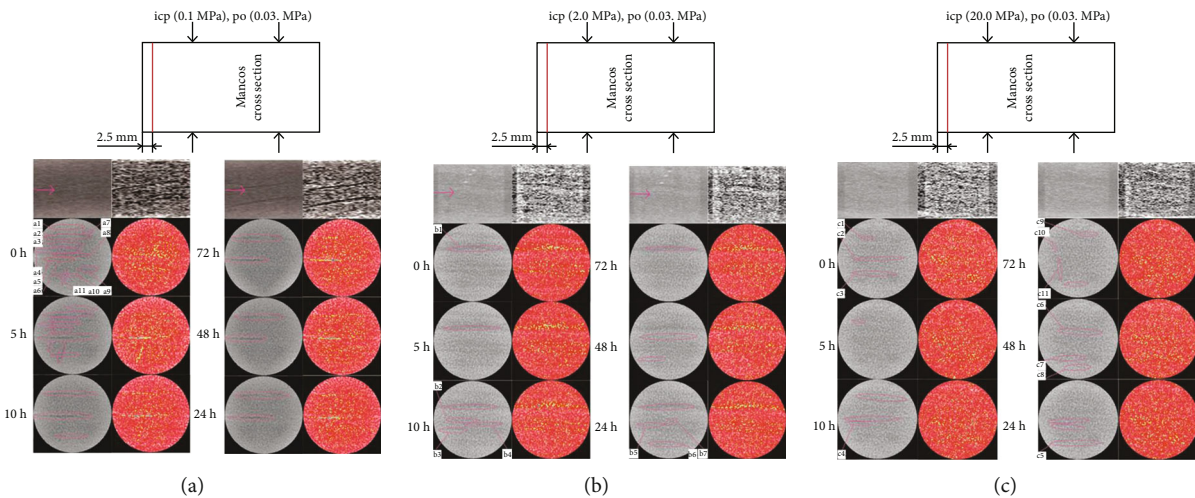 icp (0.1 MPa), po (0.03. MPa)
Mancos
cross section
2.5 mm
a1
a2
a3
a7
a8
0 h
72 h
a4
a5
a6
a11 a10 a9
5 h
48 h
10 h
24 h
(a)
icp (2.0 MPa), po (0.03. MPa)
Mancos
cross section
2.5 mm
b1
0 h
72 h
5 h
48 h
b2
10 h
24 h
b3
b4
b5
b6 b7
(b)
icp (20.0 MPa), po (0.03. MPa)
Mancos
cross section
2.5 mm
c1
c2
c9
c10
0 h
72 h
c3
c11
c6
5 h
48 h
c7
c8
10 h
24 h
c4
c5
(c)